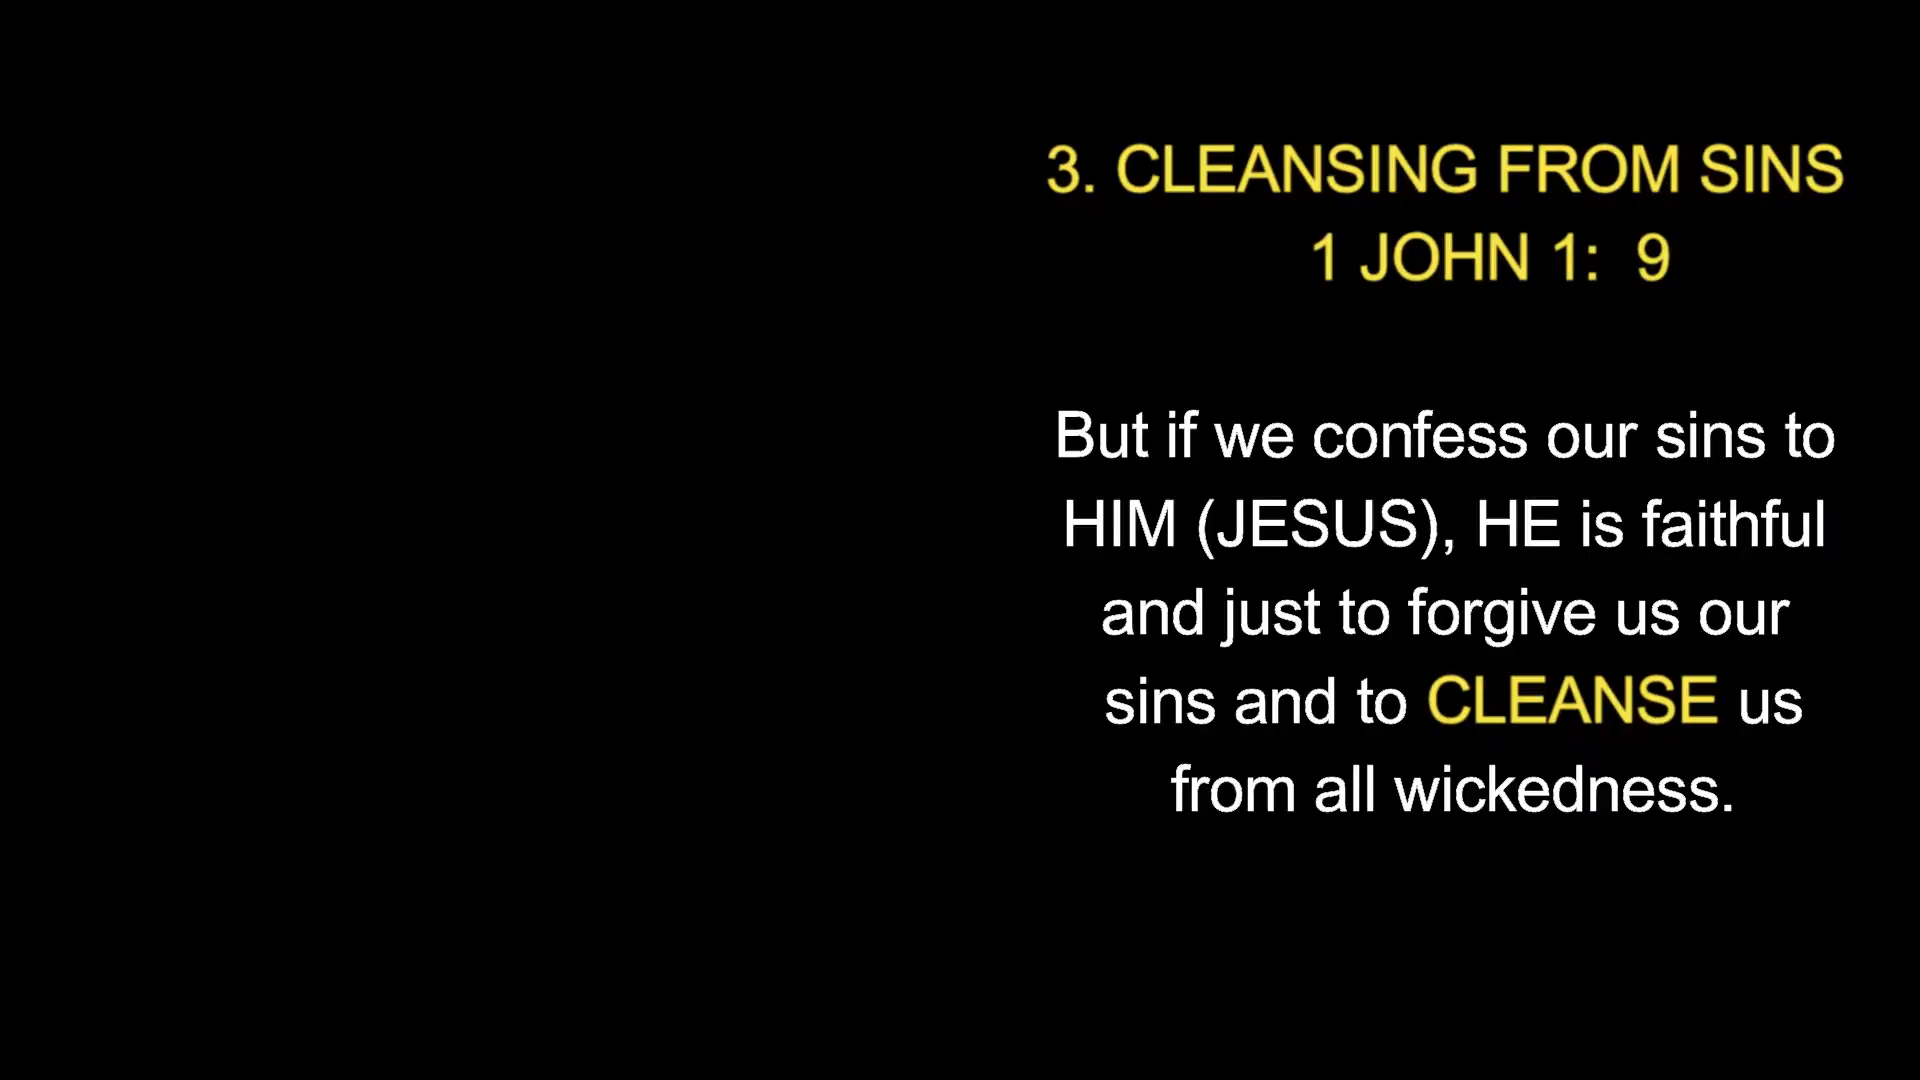 3. CLEANSING FROM SINS
1 JOHN 1:  9
But if we confess our sins to
HIM (JESUS), HE is faithful
and just to forgive us our
sins and to CLEANSE us
from all wickedness.